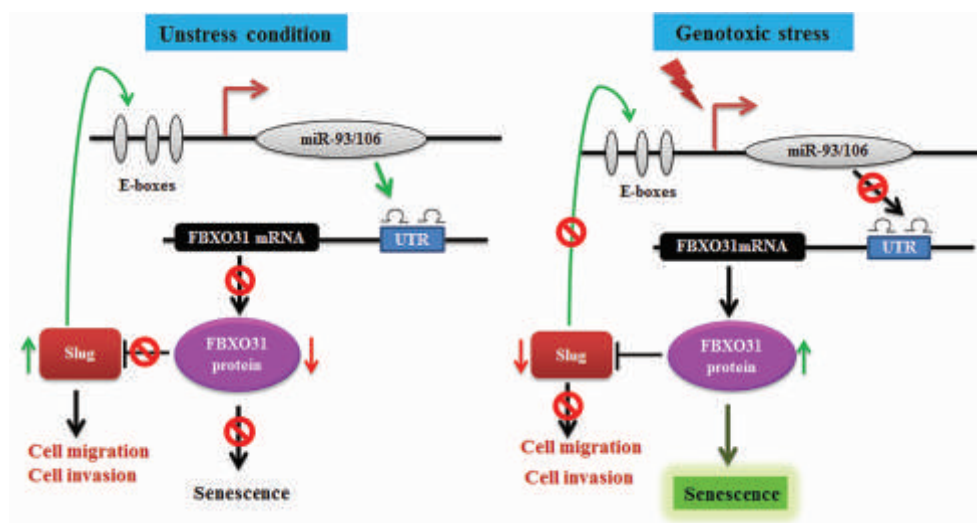 Unstress condition
miR-93/106
E-boxes
FBXO31 mRNA
UTR
Slug
FBXO31
protein
Cell migration
Cell invasion
Senescence
Genotoxic stress
miR-93/106
E-boxes
FBXO31mRNA
UTR
Slug
FBXO31
protein
Cell migration
Cell invasion
Senescence